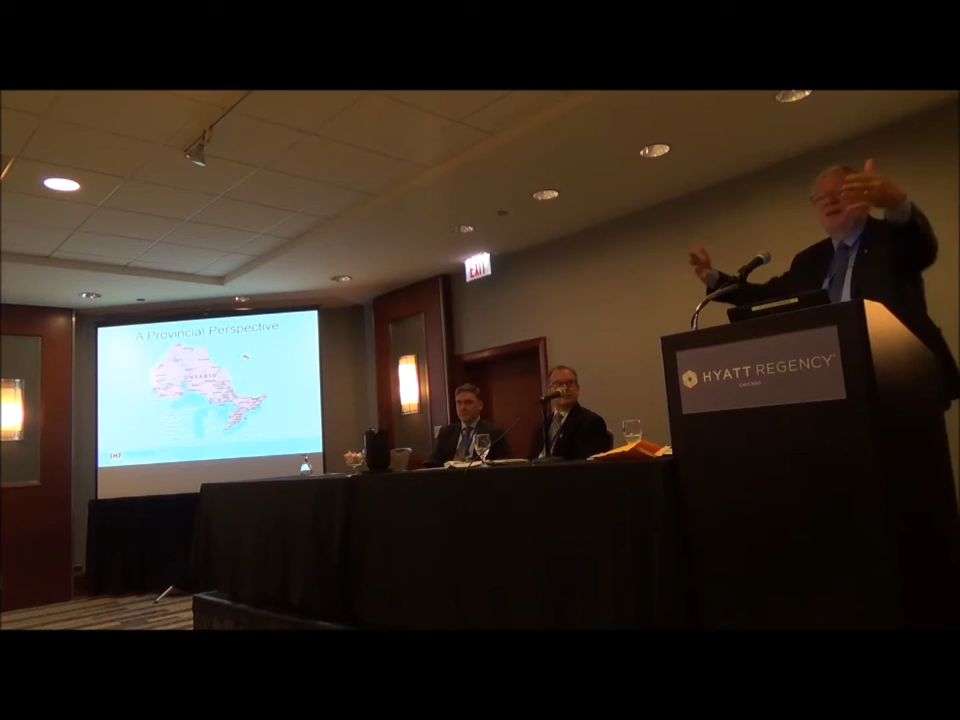 EXIT
A Provincial Perspective
ONTARIO
IHF
HYATT REGENCY
CHICAGO